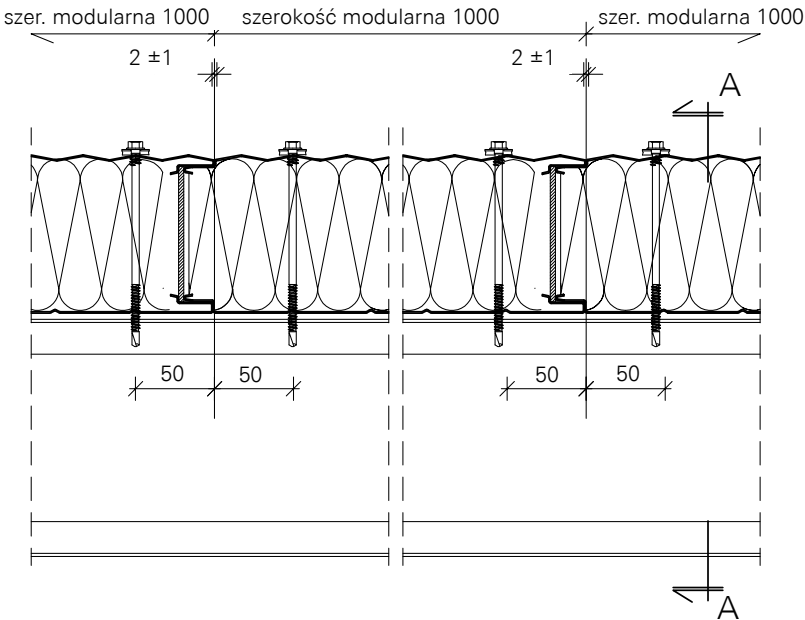 szer. modularna 1000 szerokość modularna 1000 szer. modularna 1000
2 ±1 2 ±1
A
50 50 50 50
A